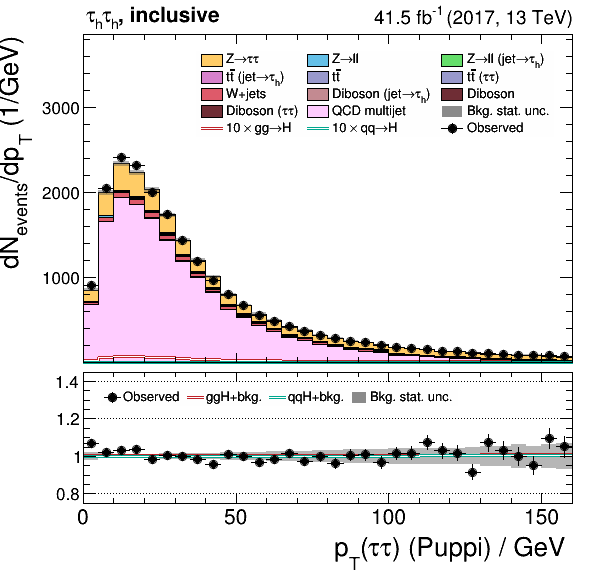 τhτh, inclusive 41.5 fb-1 (2017, 13 TeV)
dNevents/dpT (1/GeV)
Z→ττ Z→ll Z→ll (jet→τh)
tt̄ (jet→τh) tt̄ tt̄ (ττ)
W+jets Diboson (jet→τh) Diboson
Diboson (ττ) QCD multijet Bkg. stat. unc.
10 × gg→H 10 × qq→H Observed
3000
2000
1000
Observed ggH+bkg. qqH+bkg. Bkg. stat. unc.
1.4
1.2
1
0.8
0 50 100 150
pT(ττ) (Puppi) / GeV